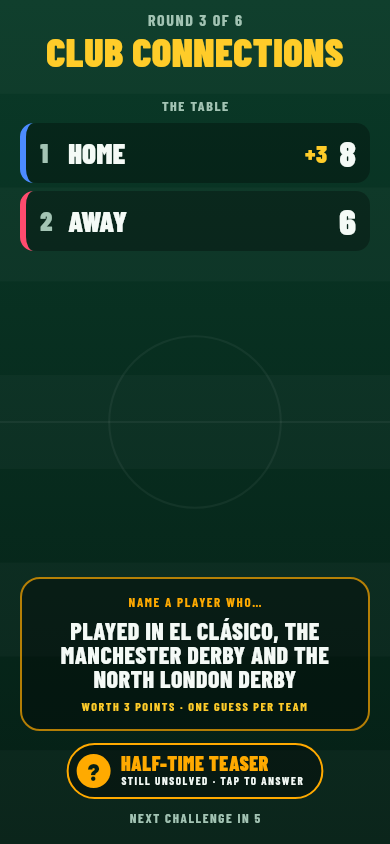 ROUND 3 OF 6
CLUB CONNECTIONS
THE TABLE
1 HOME +3 8
2 AWAY 6
NAME A PLAYER WHO...
PLAYED IN EL CLÁSICO, THE
MANCHESTER DERBY AND THE
NORTH LONDON DERBY
WORTH 3 POINTS · ONE GUESS PER TEAM
? HALF-TIME TEASER
STILL UNSOLVED · TAP TO ANSWER
NEXT CHALLENGE IN 5